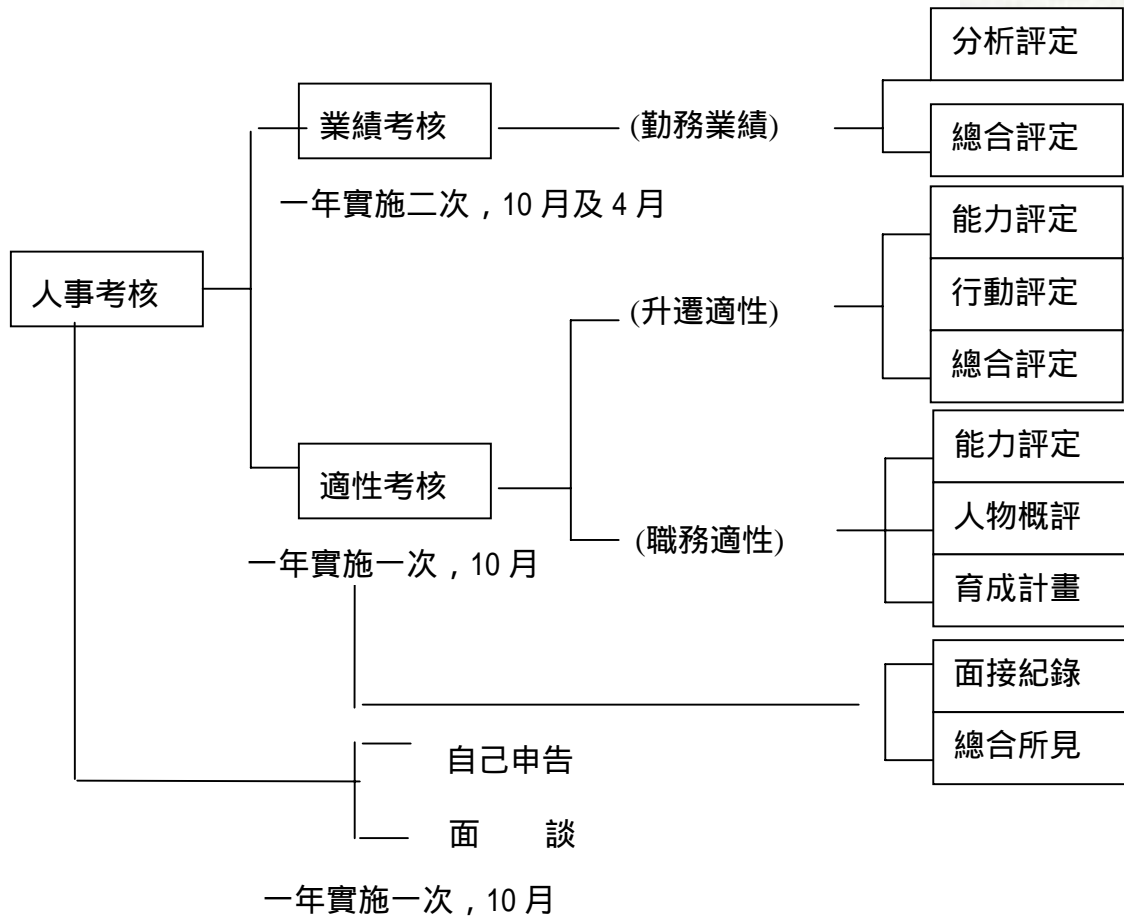 分析評定
業績考核
(勤務業績)
總合評定
一年實施二次，10 月及 4 月
能力評定
人事考核
(升遷適性)
行動評定
總合評定
適性考核
能力評定
(職務適性)
人物概評
一年實施一次，10 月
育成計畫
面接紀錄
總合所見
自己申告
面 談
一年實施一次，10 月